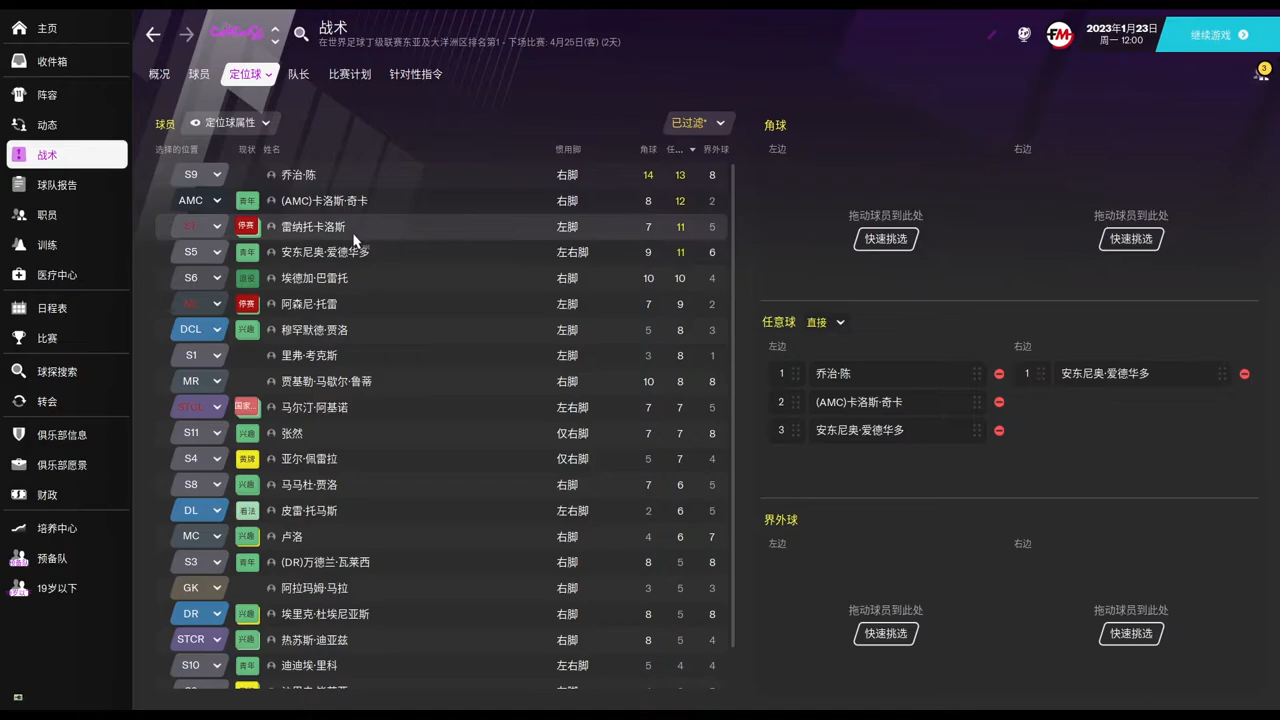 主页
收件箱
阵容
动态
战术
球队报告
职员
训练
医疗中心
日程表
比赛
球探搜索
转会
俱乐部信息
俱乐部愿景
财政
培养中心
预备队
19岁以下
战术
在世界足球丁级联赛东亚及大洋洲区排名第1 - 下场比赛: 4月25日(客) (2天)
FM
2023年1月23日
周一 12:00
继续游戏
3
概况 球员 定位球 队长 比赛计划 针对性指令
球员 定位球属性 已过滤*
选择的位置 现状 姓名 惯用脚 角球 任... 界外球
S9 乔治·陈 右脚 14 13 8
AMC 青年 (AMC)卡洛斯·奇卡 右脚 8 12 2
停赛 雷纳托卡洛斯 左脚 7 11 5
S5 青年 安东尼奥·爱德华多 左右脚 9 11 6
S6 退役 埃德加·巴雷托 右脚 10 10 4
停赛 阿森尼·托雷 左脚 7 9 2
DCL 兴趣 穆罕默德·贾洛 左脚 5 8 3
S1 里弗·考克斯 左脚 3 8 1
MR 贾基勒·马歇尔·鲁蒂 右脚 10 8 8
STCL 国家... 马尔汀·阿基诺 左右脚 7 7 5
S11 兴趣 张然 仅右脚 7 7 8
S4 黄牌 亚尔·佩雷拉 仅右脚 5 7 4
S8 兴趣 马马杜·贾洛 右脚 7 6 5
DL 看法 皮雷·托马斯 左右脚 2 6 5
MC 兴趣 卢洛 右脚 4 6 7
S3 青年 (DR)万德兰·瓦莱西 右脚 8 5 8
GK 阿拉玛姆·马拉 右脚 3 5 3
DR 兴趣 埃里克·杜埃尼亚斯 右脚 8 5 8
STCR 兴趣 热苏斯·迪亚兹 右脚 8 5 4
S10 青年 迪迪埃·里科 左右脚 5 4 4
角球
左边 右边
拖动球员到此处 拖动球员到此处
快速挑选 快速挑选
任意球 直接
左边 右边
1 乔治·陈 1 安东尼奥·爱德华多
2 (AMC)卡洛斯·奇卡
3 安东尼奥·爱德华多
界外球
左边 右边
拖动球员到此处 拖动球员到此处
快速挑选 快速挑选